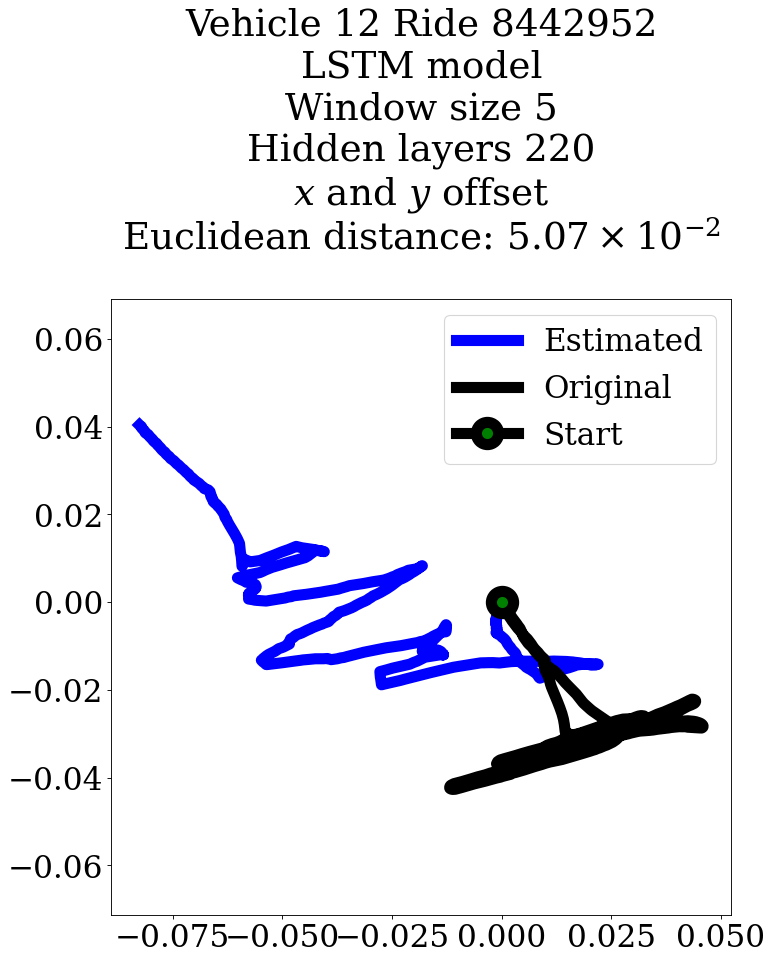 Vehicle 12 Ride 8442952
LSTM model
Window size 5
Hidden layers 220
x and y offset
Euclidean distance: 5.07 × 10⁻²
Estimated
Original
Start
0.06
0.04
0.02
0.00
−0.02
−0.04
−0.06
−0.075 −0.050 −0.025 0.000 0.025 0.050